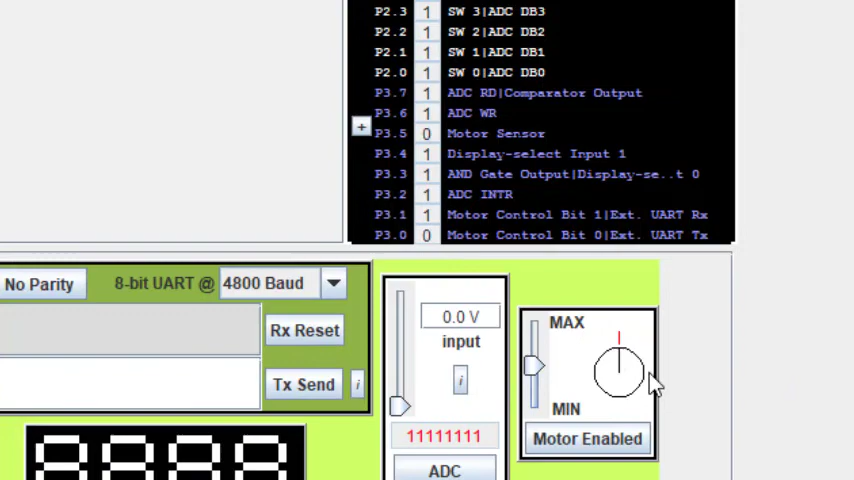 P2.3 1 SW 3|ADC DB3
P2.2 1 SW 2|ADC DB2
P2.1 1 SW 1|ADC DB1
P2.0 1 SW 0|ADC DB0
P3.7 1 ADC RD|Comparator Output
P3.6 1 ADC WR
+
P3.5 0 Motor Sensor
P3.4 1 Display-select Input 1
P3.3 1 AND Gate Output|Display-se..t 0
P3.2 1 ADC INTR
P3.1 1 Motor Control Bit 1|Ext. UART Rx
P3.0 0 Motor Control Bit 0|Ext. UART Tx
No Parity 8-bit UART @ 4800 Baud
Rx Reset
Tx Send i
8888
0.0 V
input
i
11111111
ADC
MAX
MIN
Motor Enabled